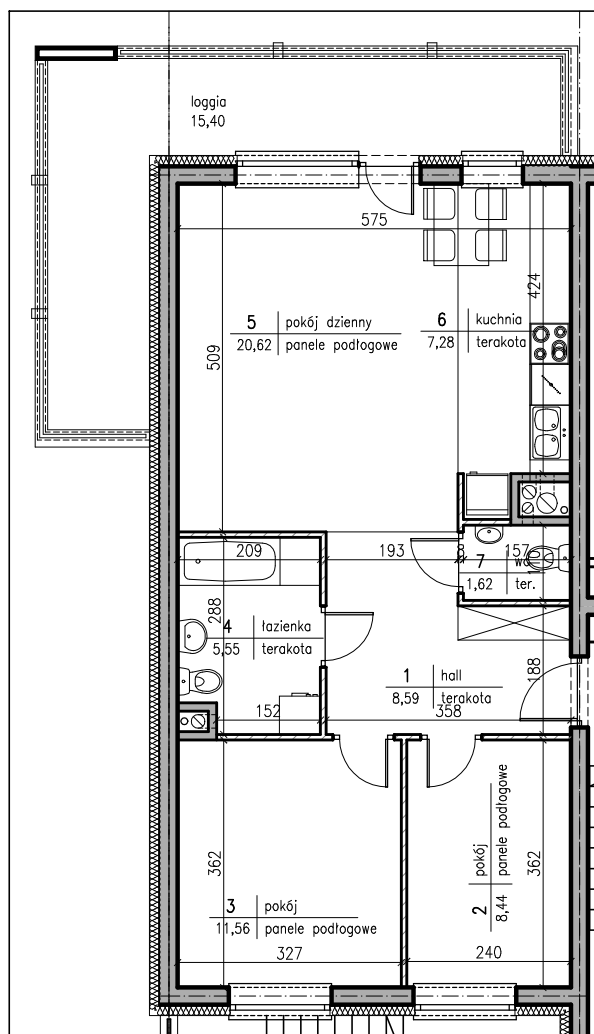 loggia
15,40
575
424
5 pokój dzienny
20,62 panele podłogowe
6 kuchnia
7,28 terakota
509
209
193
8
157
7 wc
1,62 ter.
288
4 łazienka
5,55 terakota
188
1 hall
8,59 terakota
152
358
362
362
2 pokój
8,44 panele podłogowe
3 pokój
11,56 panele podłogowe
327
240